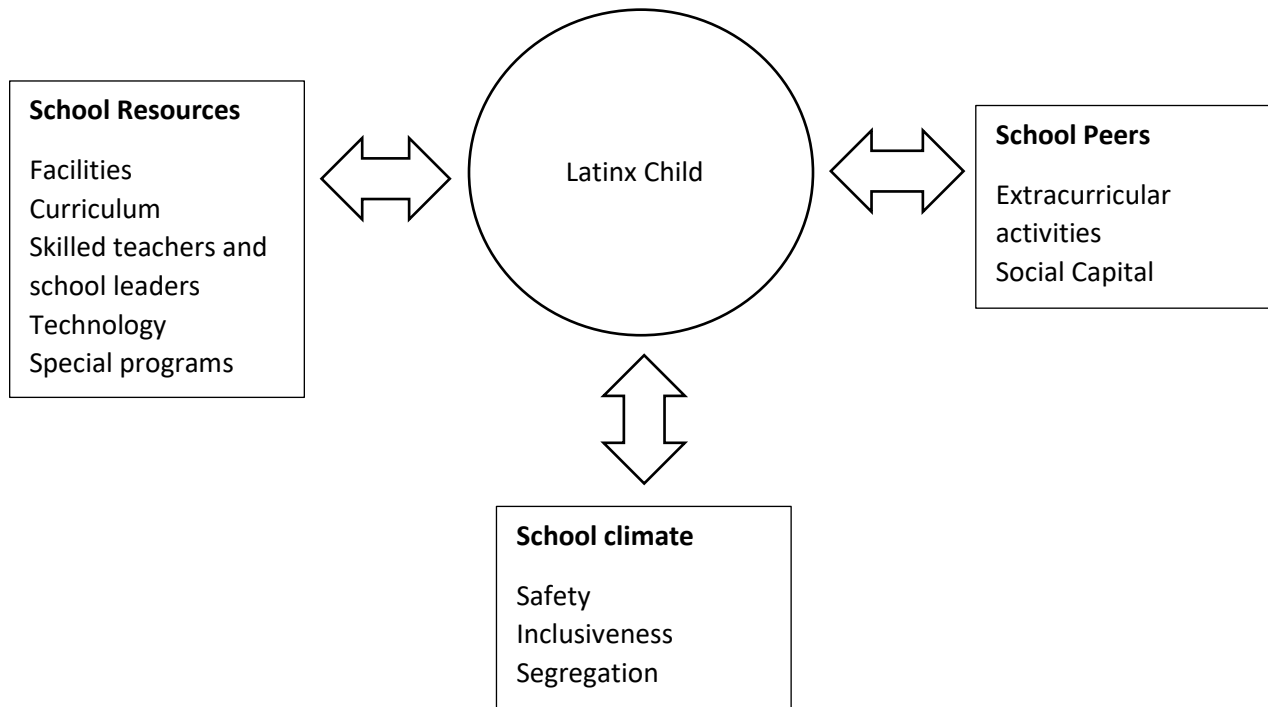 School Resources
Facilities
Curriculum
Skilled teachers and
school leaders
Technology
Special programs
Latinx Child
School Peers
Extracurricular
activities
Social Capital
School climate
Safety
Inclusiveness
Segregation